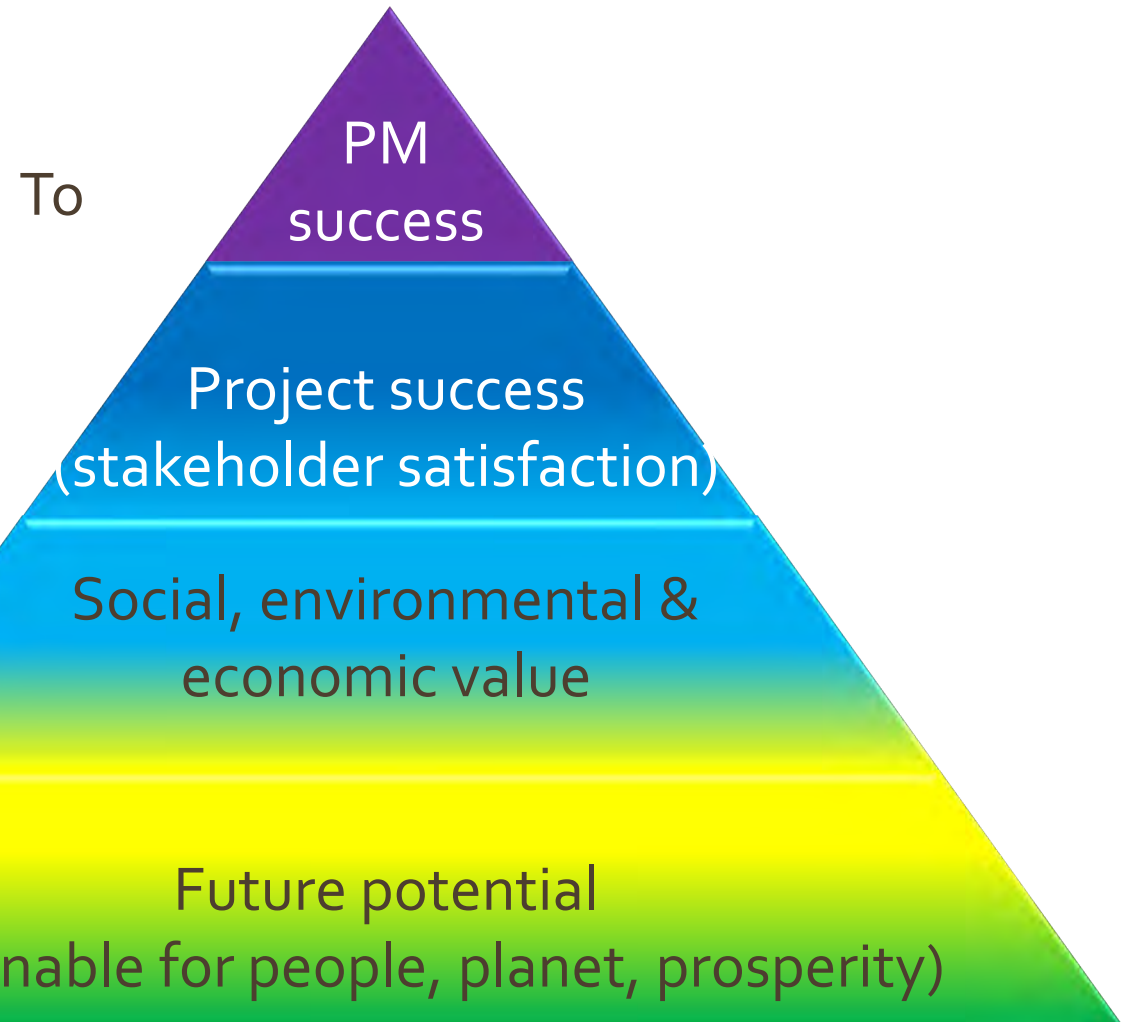 To
PM
success
Project success
(stakeholder satisfaction)
Social, environmental &
economic value
Future potential
nable for people, planet, prosperity)